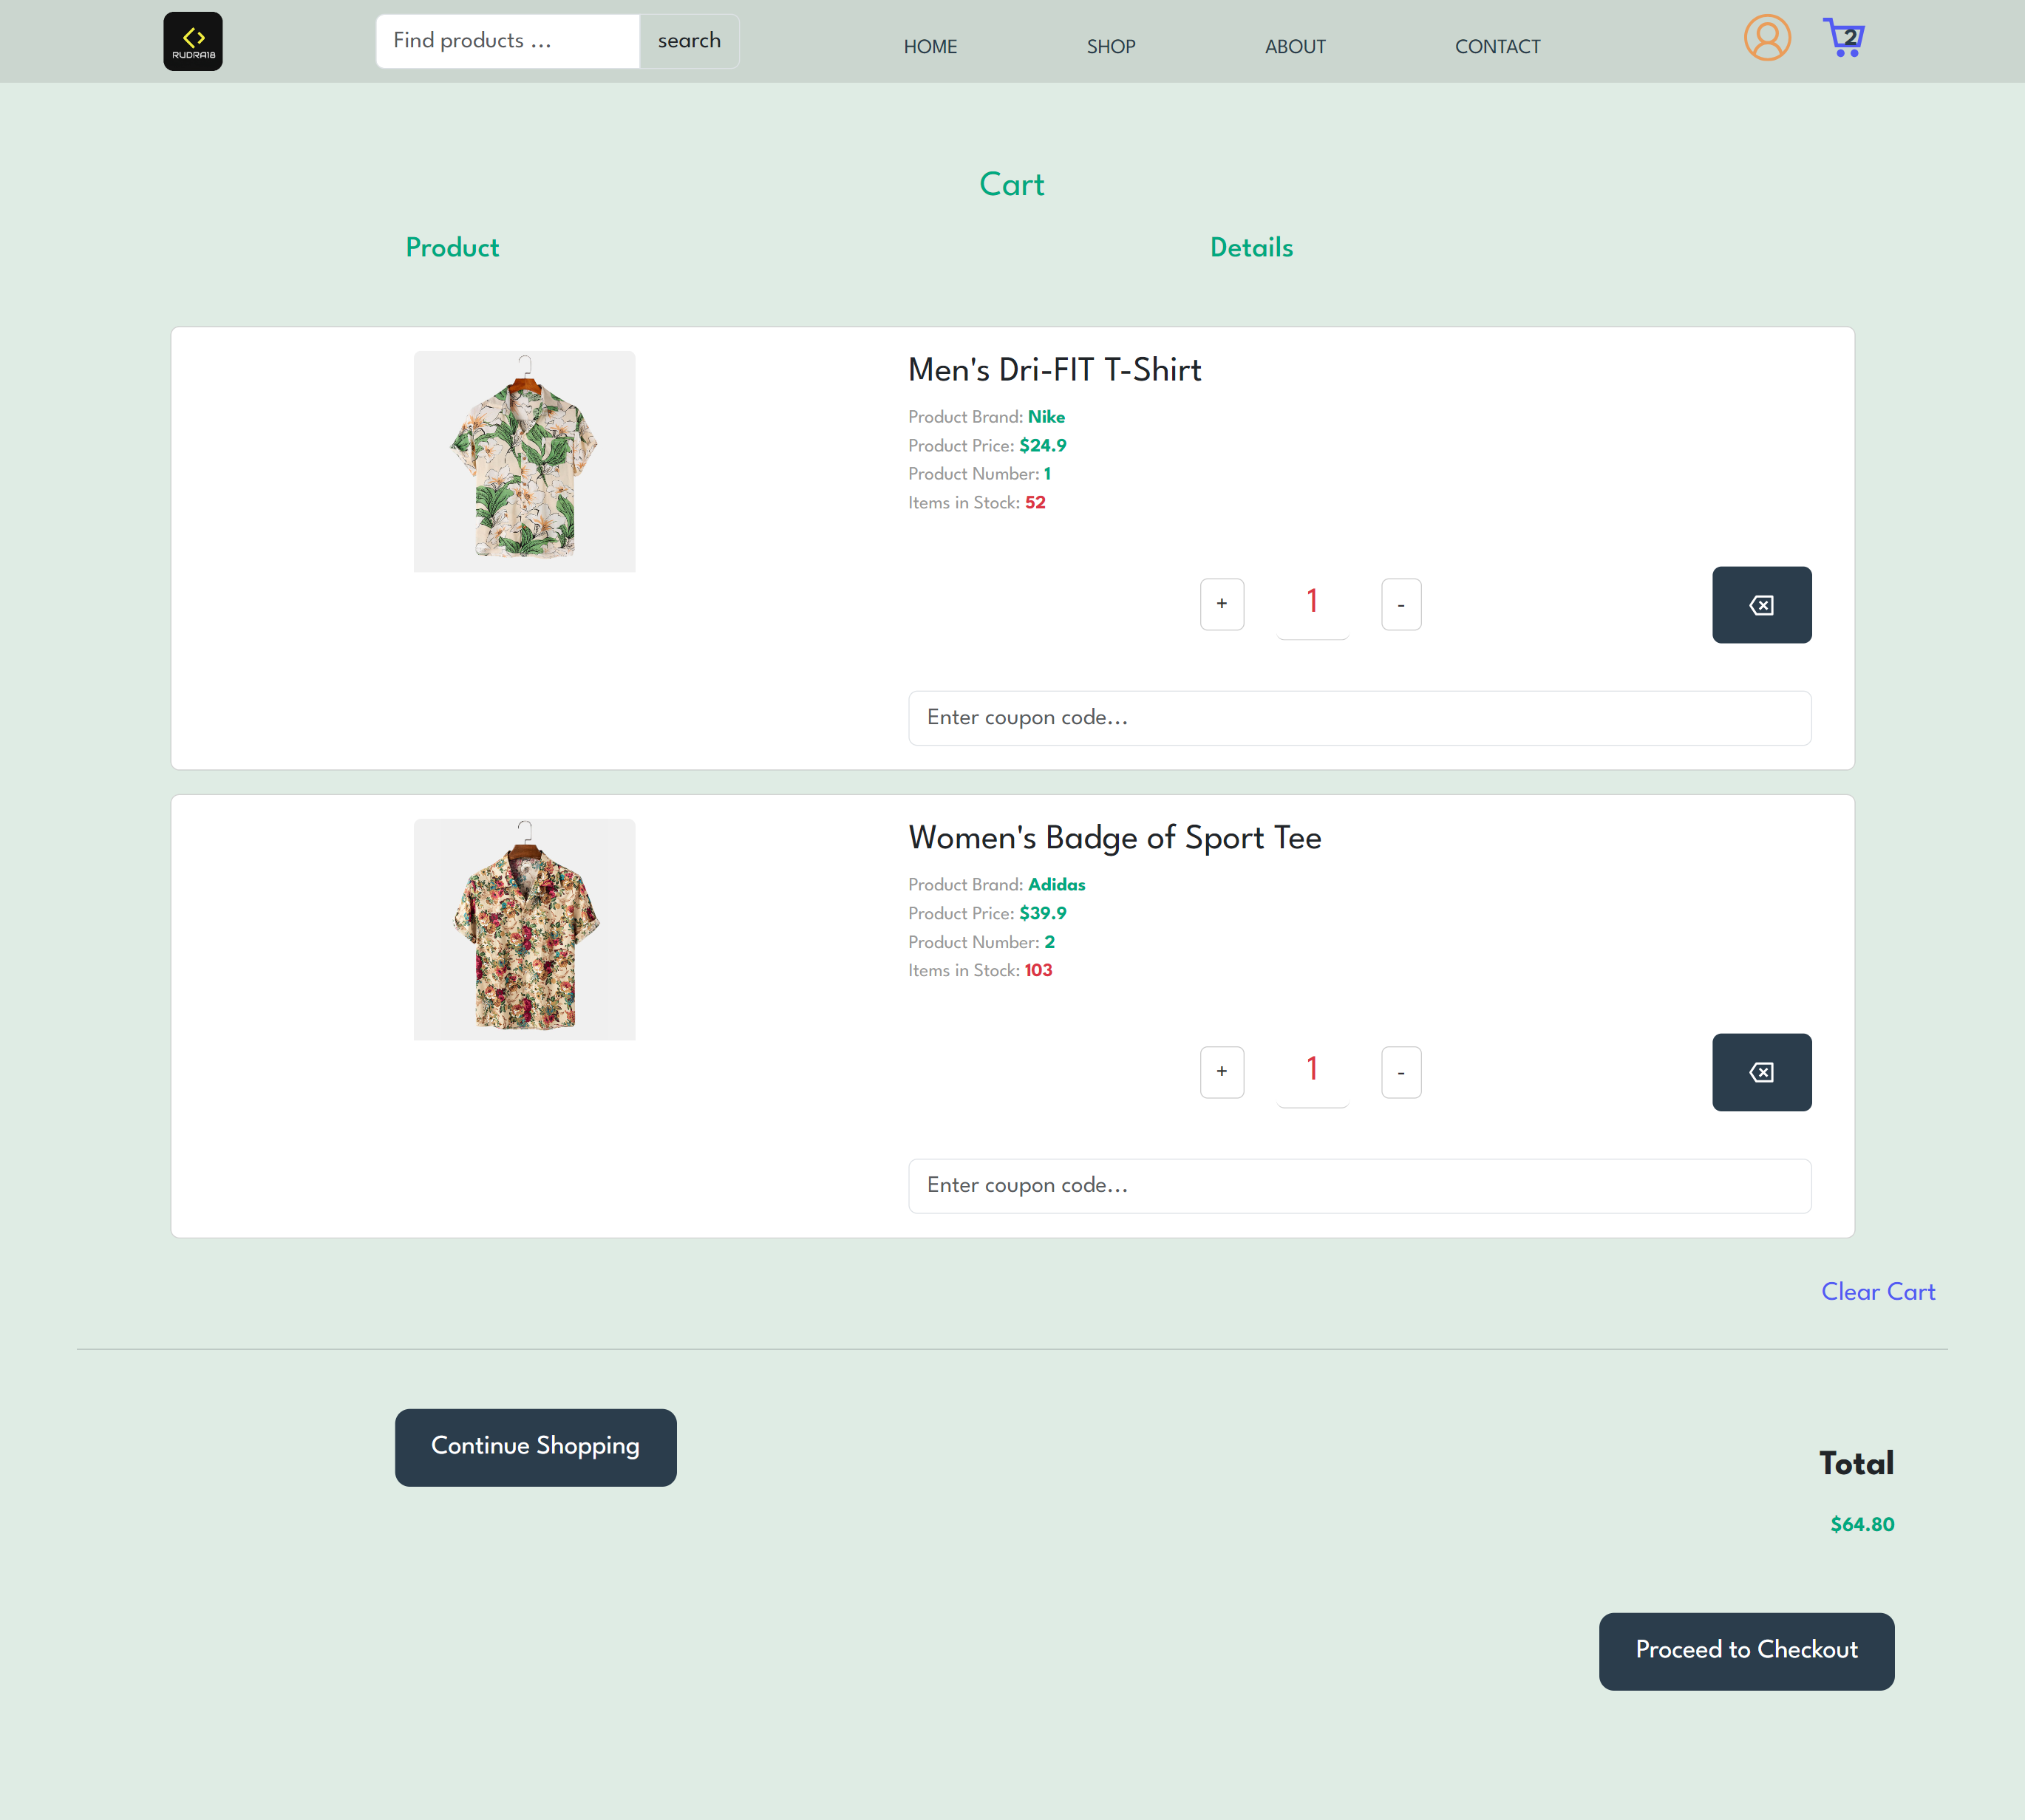 RUDRA18
Find products ...
search
HOME
SHOP
ABOUT
CONTACT
2
Cart
Product
Details
Men's Dri-FIT T-Shirt
Product Brand: Nike
Product Price: $24.9
Product Number: 1
Items in Stock: 52
+
1
-
Enter coupon code...
Women's Badge of Sport Tee
Product Brand: Adidas
Product Price: $39.9
Product Number: 2
Items in Stock: 103
+
1
-
Enter coupon code...
Clear Cart
Continue Shopping
Total
$64.80
Proceed to Checkout